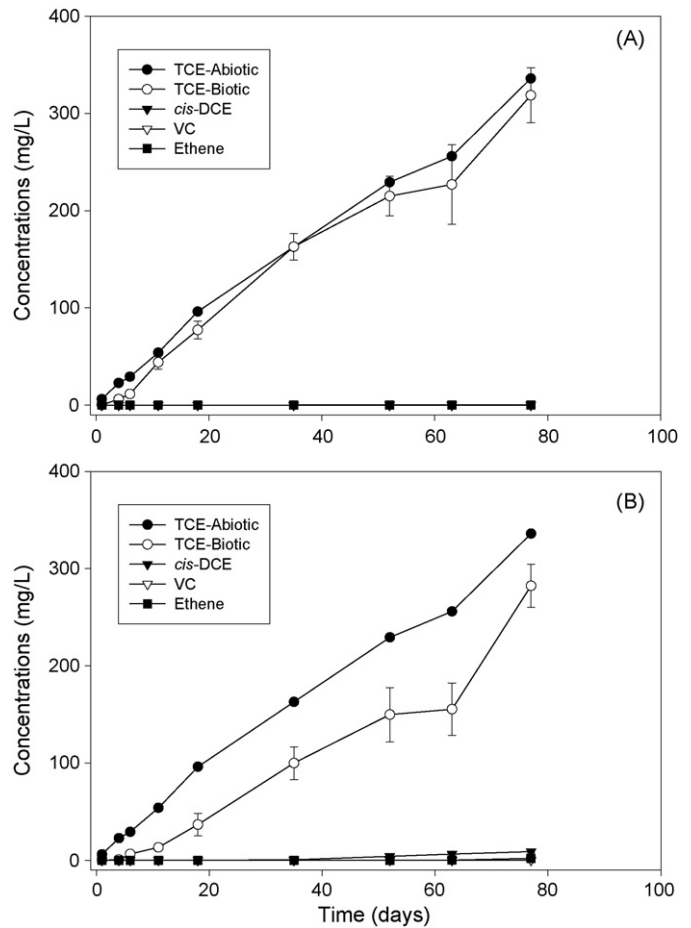 (A)
TCE-Abiotic
TCE-Biotic
cis-DCE
VC
Ethene
Concentrations (mg/L)
400
300
200
100
0
0 20 40 60 80 100
(B)
TCE-Abiotic
TCE-Biotic
cis-DCE
VC
Ethene
Concentrations (mg/L)
400
300
200
100
0
0 20 40 60 80 100
Time (days)